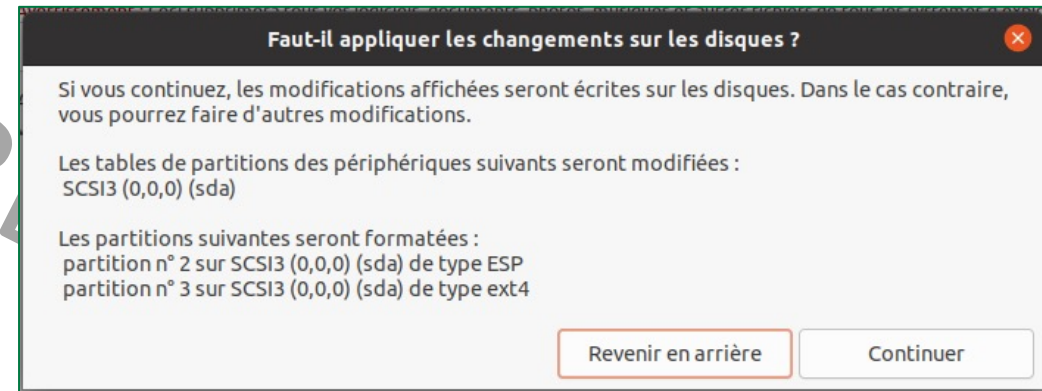 Faut-il appliquer les changements sur les disques ?
Si vous continuez, les modifications affichées seront écrites sur les disques. Dans le cas contraire,
vous pourrez faire d'autres modifications.
Les tables de partitions des périphériques suivants seront modifiées :
SCSI3 (0,0,0) (sda)
Les partitions suivantes seront formatées :
partition n° 2 sur SCSI3 (0,0,0) (sda) de type ESP
partition n° 3 sur SCSI3 (0,0,0) (sda) de type ext4
Revenir en arrière
Continuer